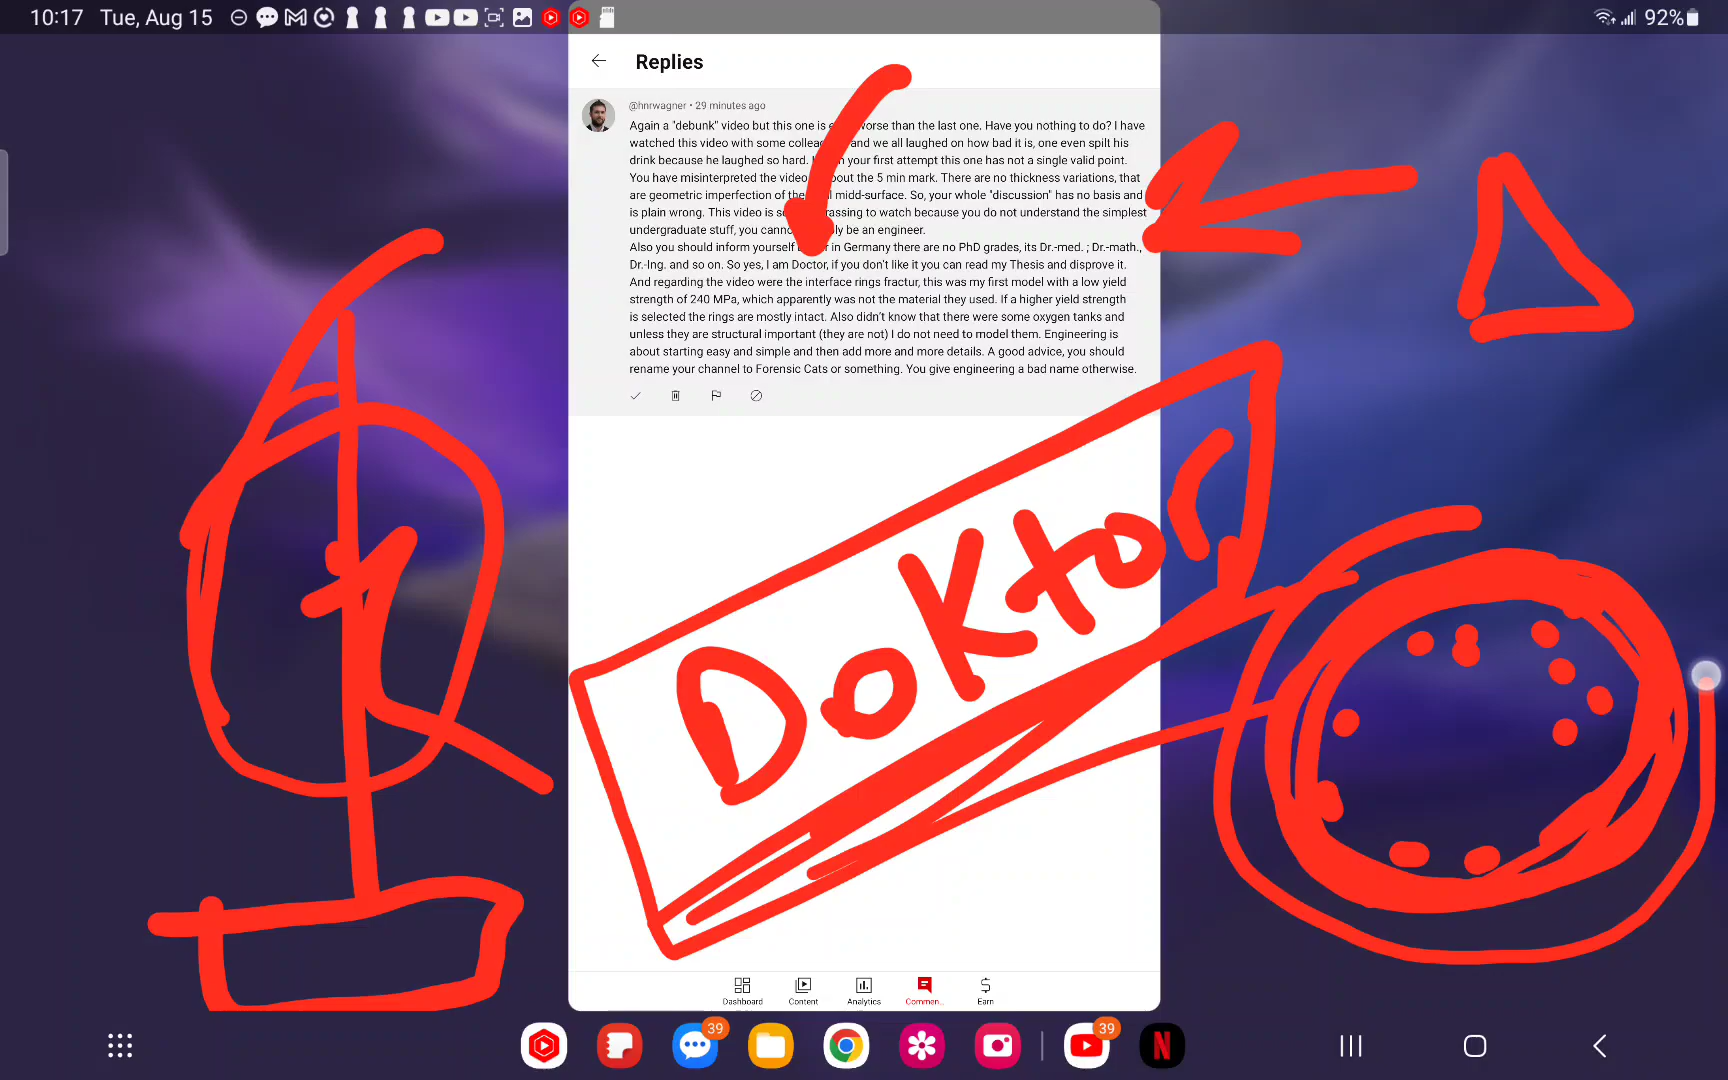 10:17 Tue, Aug 15
92%
Replies
@hnrwagner • 29 minutes ago
Again a "debunk" video but this one is worse than the last one. Have you nothing to do? I have
watched this video with some and we all laughed on how bad it is, one even spilt his
drink because he laughed so hard. your first attempt this one has not a single valid point.
You have misinterpreted the video about the 5 min mark. There are no thickness variations, that
are geometric imperfection of the midd-surface. So, your whole "discussion" has no basis and
is plain wrong. This video is to watch because you do not understand the simplest
undergraduate stuff, you be an engineer.
Also you should inform yourself in Germany there are no PhD grades, its Dr.-med. ; Dr.-math.,
Dr.-Ing. and so on. So yes, I am Doctor, if you don't like it you can read my Thesis and disprove it.
And regarding the video were the interface rings fractur, this was my first model with a low yield
strength of 240 MPa, which apparently was not the material they used. If a higher yield strength
is selected the rings are mostly intact. Also didn't know that there were some oxygen tanks and
unless they are structural important (they are not) I do not need to model them. Engineering is
about starting easy and simple and then add more and more details. A good advice, you should
rename your channel to Forensic Cats or something. You give engineering a bad name otherwise.
Doktor
Dashboard Content Analytics Commen... Earn
39 39
N